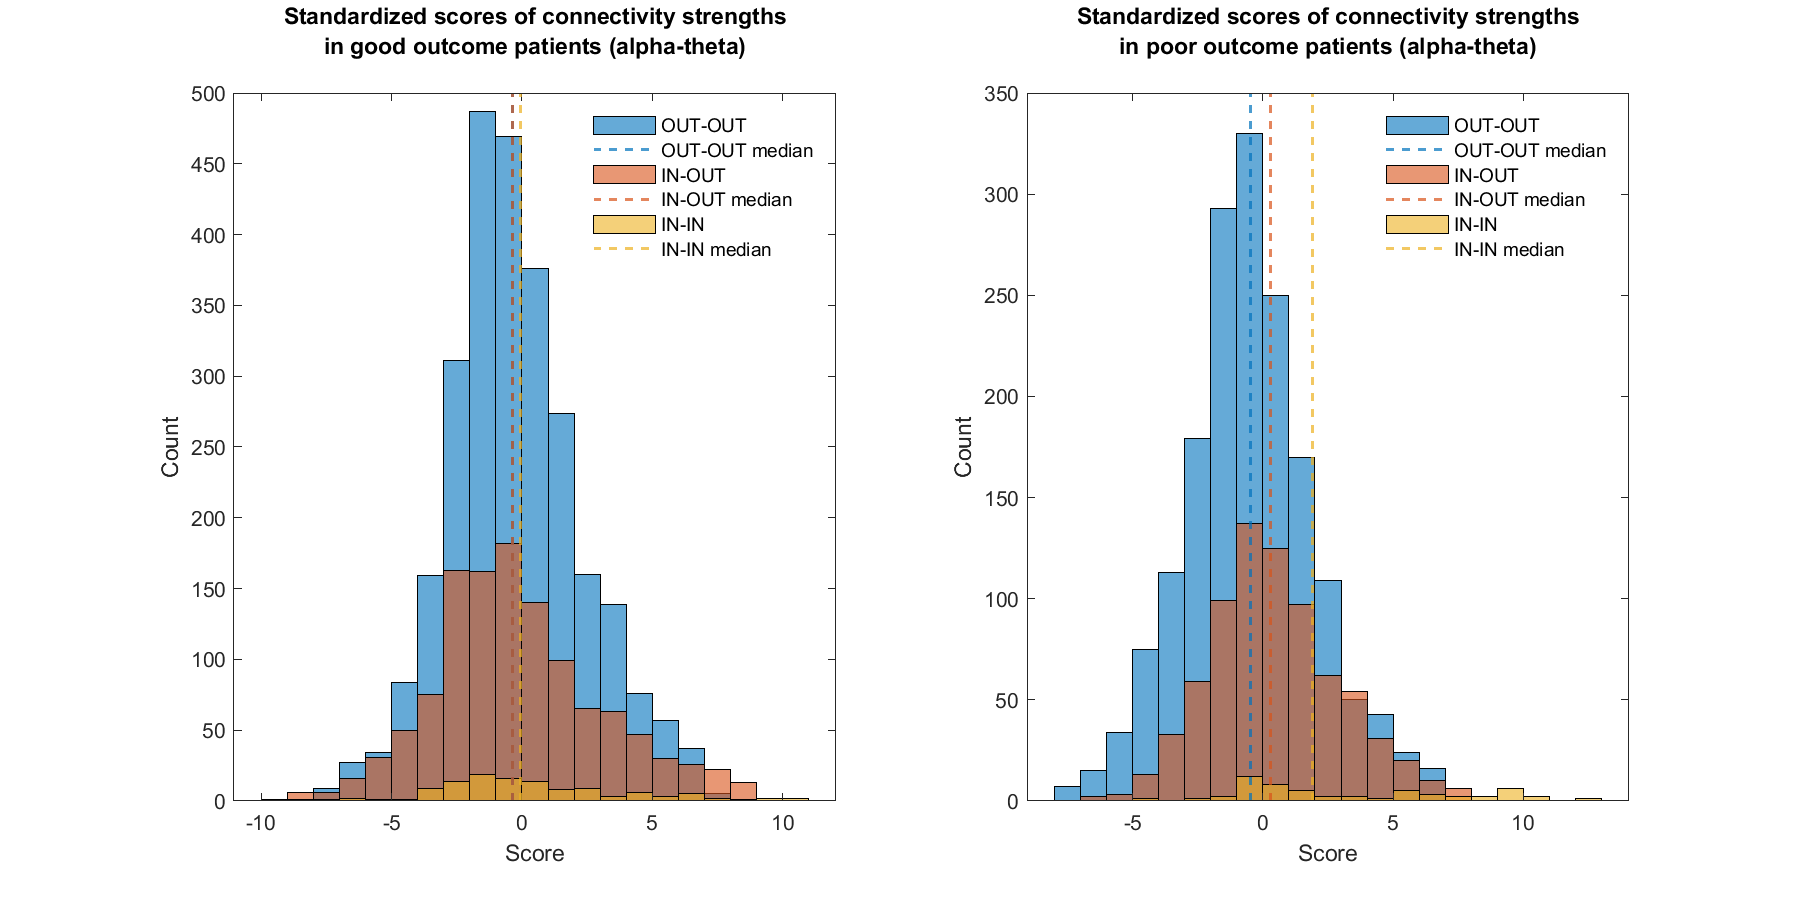 Standardized scores of connectivity strengths
in good outcome patients (alpha-theta)
500
450
400
350
300
250
200
150
100
50
0
Count
-10
-5
0
5
10
Score
OUT-OUT
OUT-OUT median
IN-OUT
IN-OUT median
IN-IN
IN-IN median
Standardized scores of connectivity strengths
in poor outcome patients (alpha-theta)
350
300
250
200
150
100
50
0
Count
-5
0
5
10
Score
OUT-OUT
OUT-OUT median
IN-OUT
IN-OUT median
IN-IN
IN-IN median